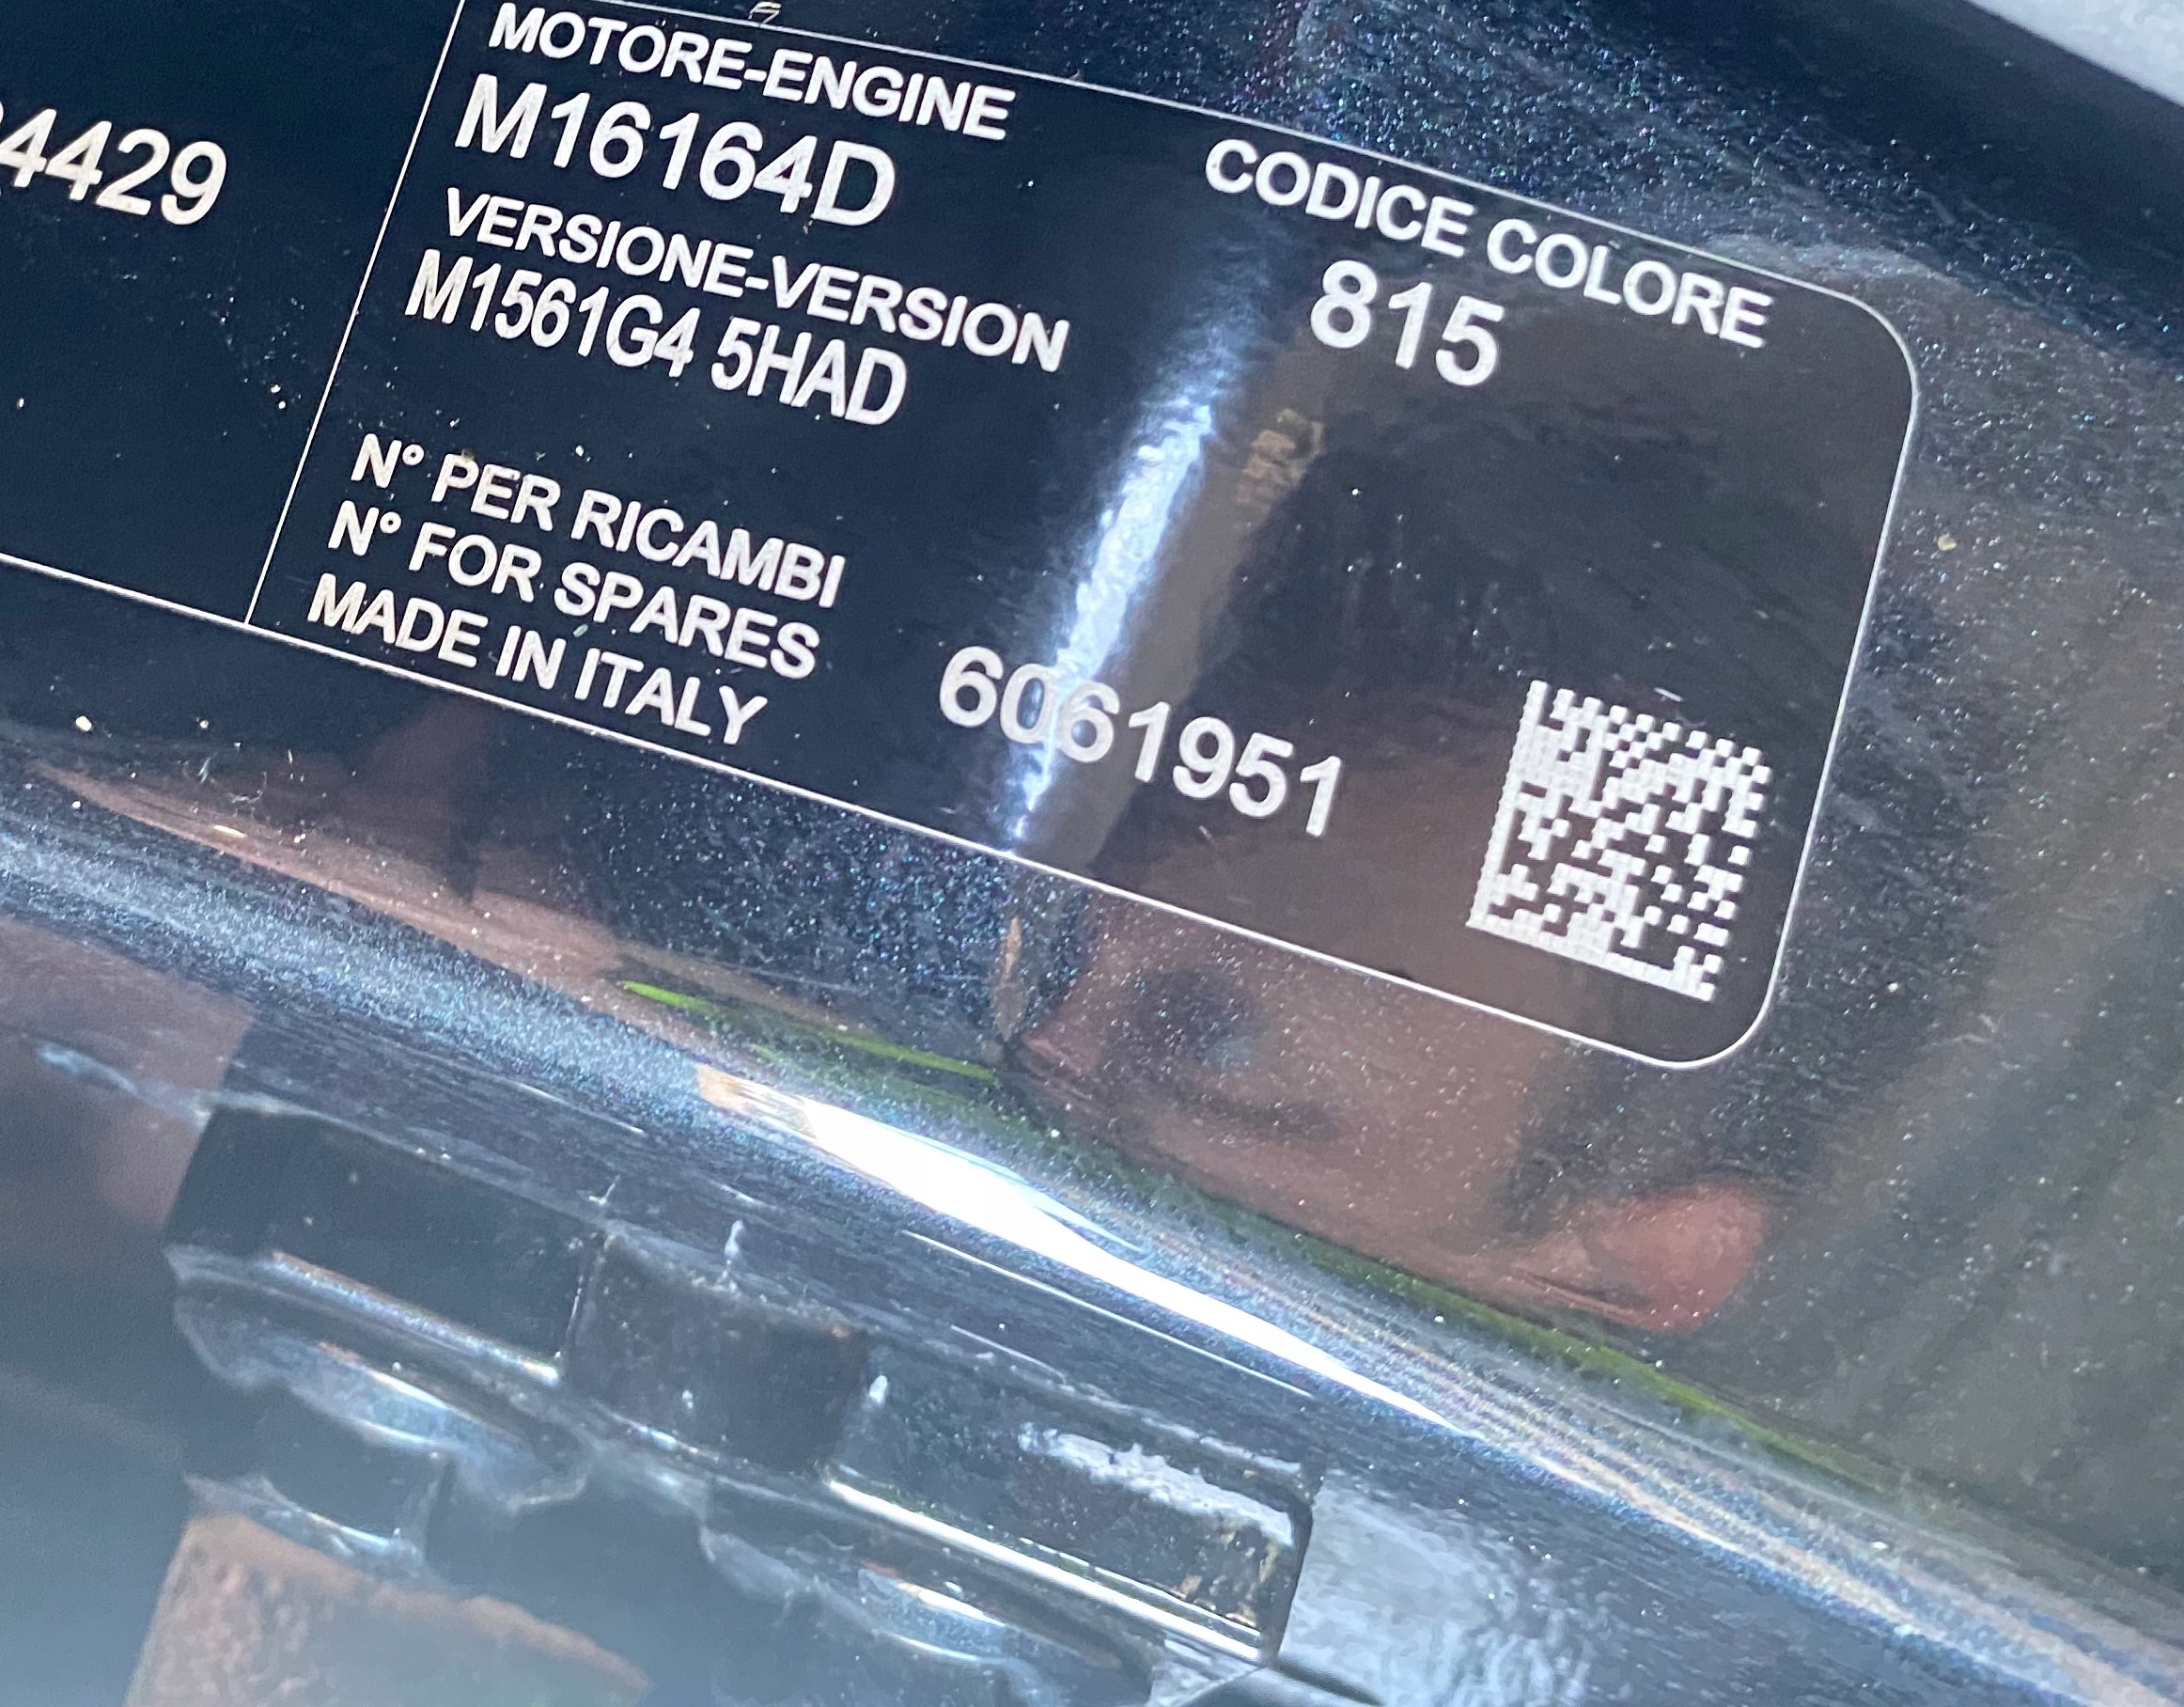 4429
MOTORE-ENGINE
M16164D
VERSIONE-VERSION
M1561G4 5HAD
CODICE COLORE
815
N° PER RICAMBI
N° FOR SPARES
MADE IN ITALY
6061951